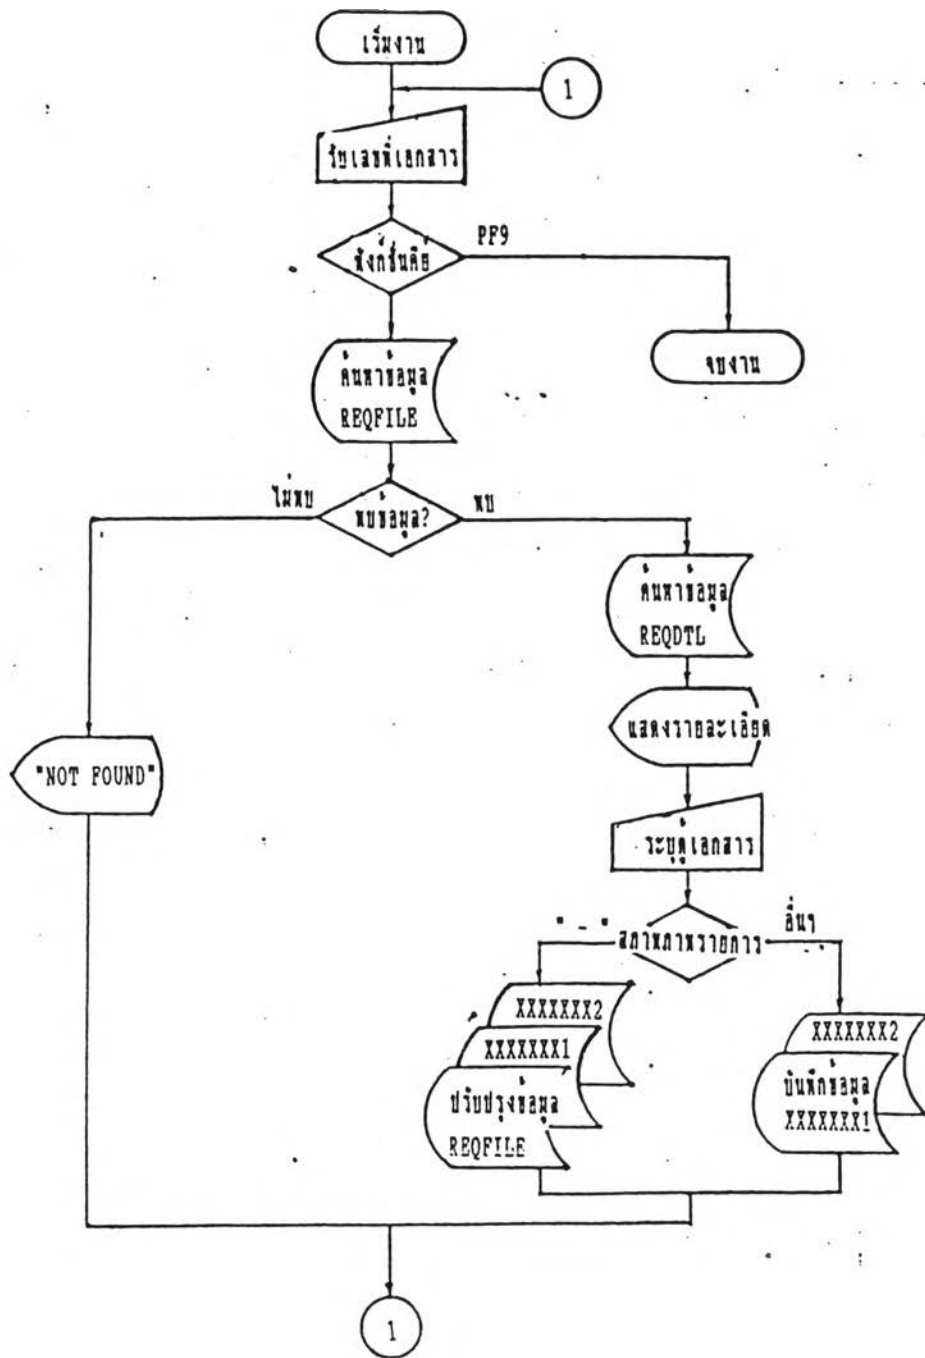 เริ่มงาน
1
รับเลขที่เอกสาร
ฟังก์ชั่นคีย์
PF9
จบงาน
ค้นหาข้อมูล
REQFILE
ไม่พบ
พบข้อมูล?
พบ
ค้นหาข้อมูล
REQDTL
แสดงรายละเอียด
"NOT FOUND"
ระบุตู้เอกสาร
" - "
สภาพภาพรายการ
อื่นๆ
XXXXXXX2
XXXXXXX1
ปรับปรุงข้อมูล
REQFILE
XXXXXXX2
บันทึกข้อมูล
XXXXXXX1
1